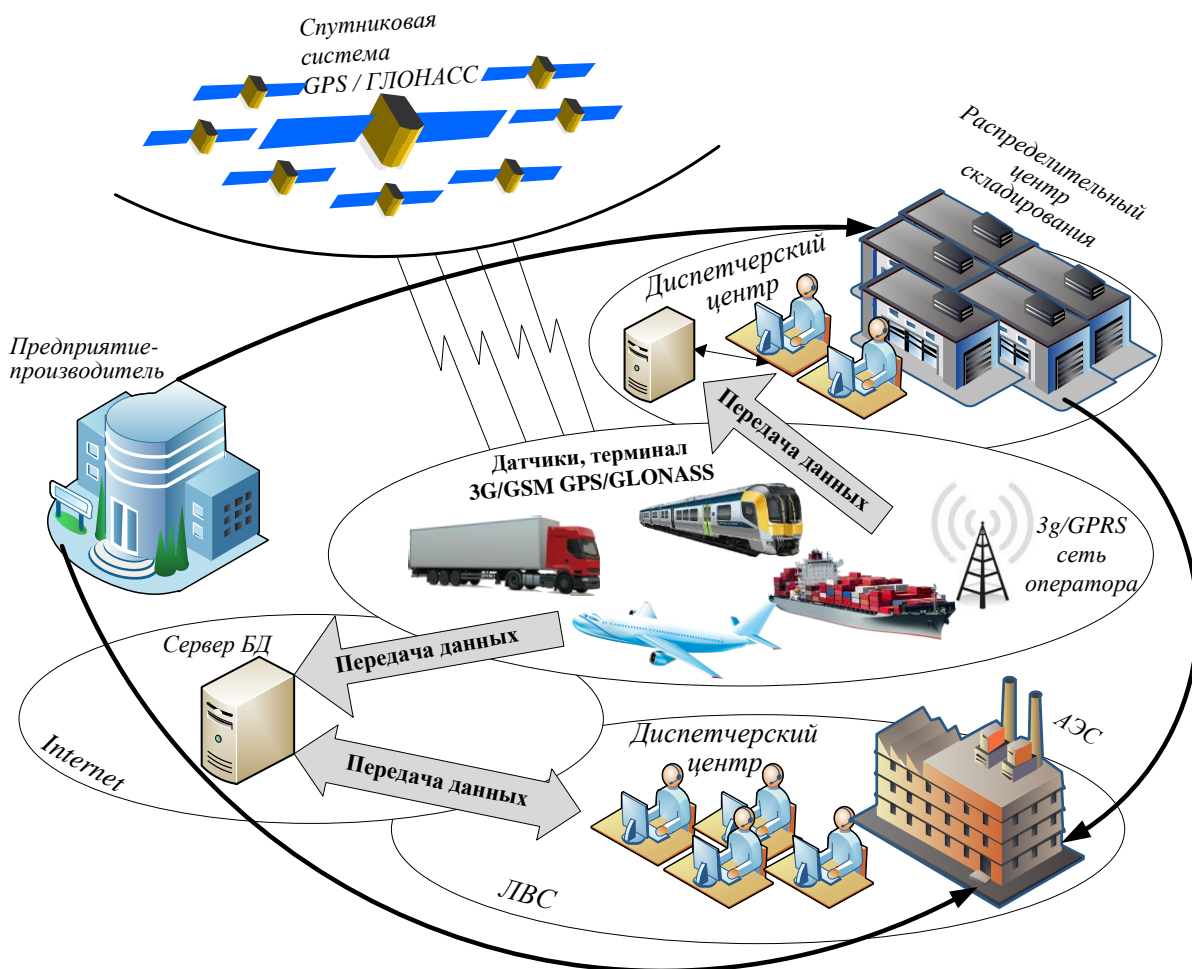 Спутниковая
система
GPS / ГЛОНАСС
Распределительный
центр
складирования
Диспетчерский
центр
Предприятие-
производитель
Передача данных
Датчики, терминал
3G/GSM GPS/GLONASS
3g/GPRS
сеть
оператора
Сервер БД
Передача данных
Internet
Передача данных
Диспетчерский
центр
АЭС
ЛВС